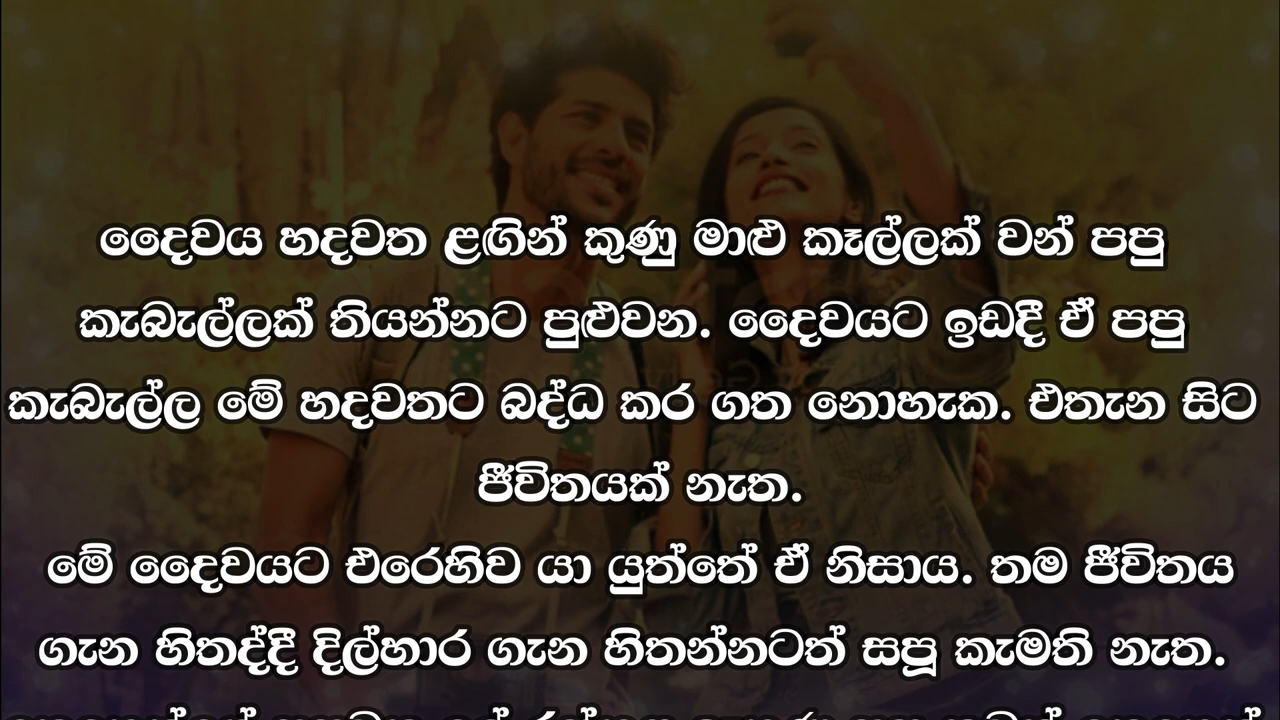 දෛවය හදවත ළඟින් කුණු මාළු කෑල්ලක් වන් පපු
කැබැල්ලක් තියන්නට පුළුවන. දෛවයට ඉඩදී ඒ පපු
කැබැල්ල මේ හදවතට බද්ධ කර ගත නොහැක. එතැන සිට
ජීවිතයක් නැත.
මේ දෛවයට එරෙහිව යා යුත්තේ ඒ නිසාය. තම ජීවිතය
ගැන හිතද්දී දිල්හාර ගැන හිතන්නටත් සපූ කැමති නැත.